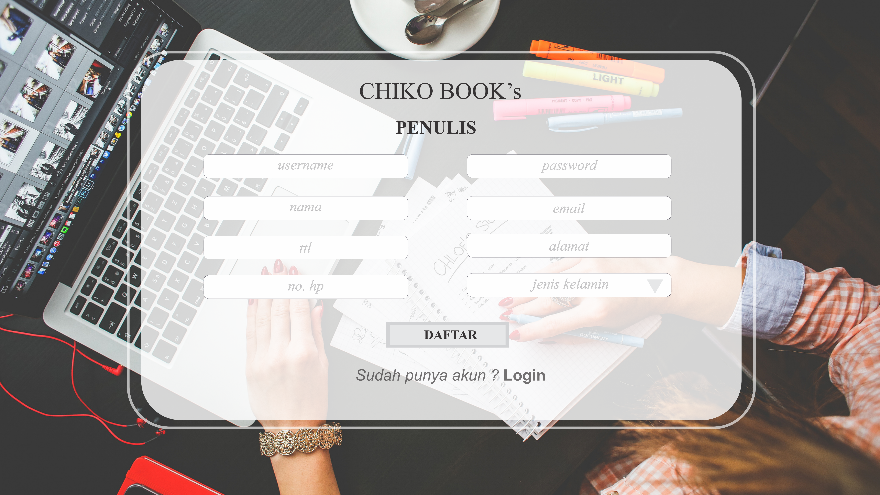 LIGHT
CHIKO BOOK's
PENULIS
username
password
nama
email
ttl
alamat
no. hp
jenis kelamin
DAFTAR
Sudah punya akun ? Login